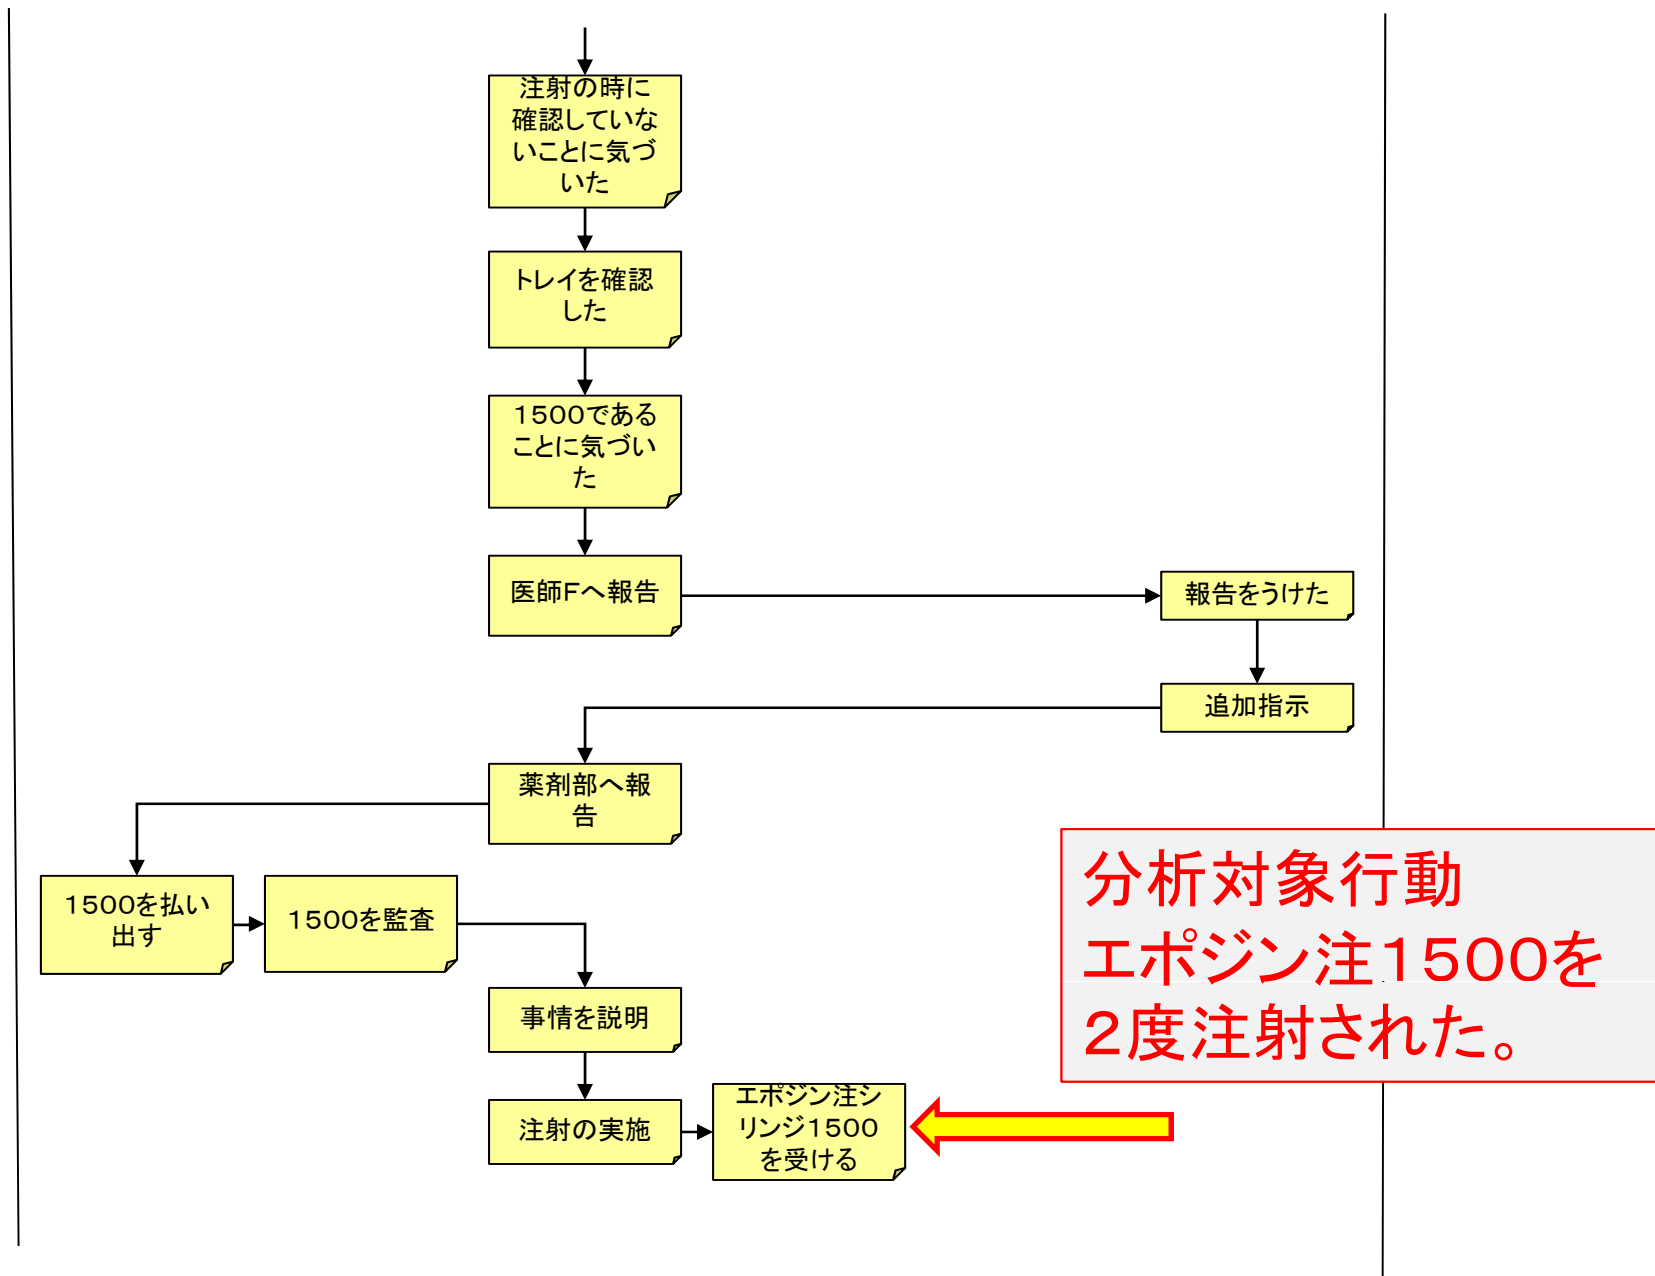 注射の時に
確認していな
いことに気づ
いた
トレイを確認
した
1500である
ことに気づい
た
医師Fへ報告
報告をうけた
追加指示
薬剤部へ報
告
1500を払い
出す
1500を監査
事情を説明
注射の実施
エポジン注シ
リンジ1500
を受ける
分析対象行動
エポジン注1500を
2度注射された。